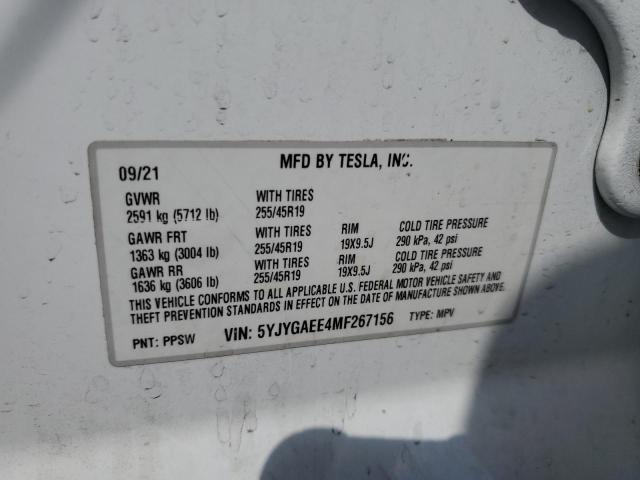 09/21 MFD BY TESLA, INC.
GVWR WITH TIRES
2591 kg (5712 lb) 255/45R19
GAWR FRT WITH TIRES RIM COLD TIRE PRESSURE
1363 kg (3004 lb) 255/45R19 19X9.5J 290 kPa, 42 psi
GAWR RR WITH TIRES RIM COLD TIRE PRESSURE
1636 kg (3606 lb) 255/45R19 19X9.5J 290 kPa, 42 psi
THIS VEHICLE CONFORMS TO ALL APPLICABLE U.S. FEDERAL MOTOR VEHICLE SAFETY AND
THEFT PREVENTION STANDARDS IN EFFECT ON THE DATE OF MANUFACTURE SHOWN ABOVE.
PNT: PPSW VIN: 5YJYGAEE4MF267156 TYPE: MPV